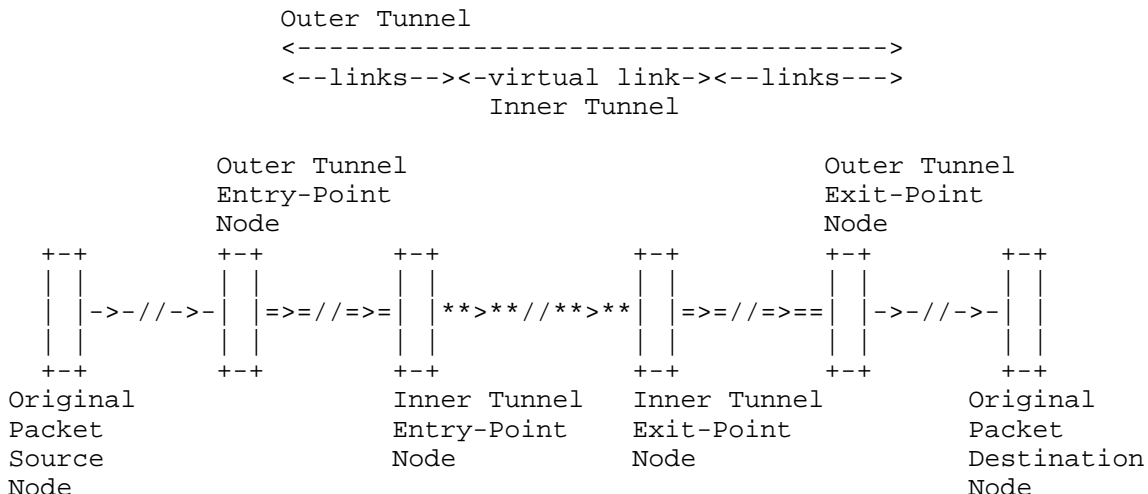 Outer Tunnel
<------------------------------------->
<--links--><-virtual link-><--links--->
Inner Tunnel
Outer Tunnel Outer Tunnel
Entry-Point Exit-Point
Node Node
+-+ +-+ +-+ +-+ +-+ +-+
| | | | | | | | | | | |
| |->-//->-| |=>=//=>=| |**>**//**>**| |=>=//=>==| |->-//->-| |
| | | | | | | | | | | |
+-+ +-+ +-+ +-+ +-+ +-+
Original Inner Tunnel Inner Tunnel Original
Packet Entry-Point Exit-Point Packet
Source Node Node Destination
Node Node